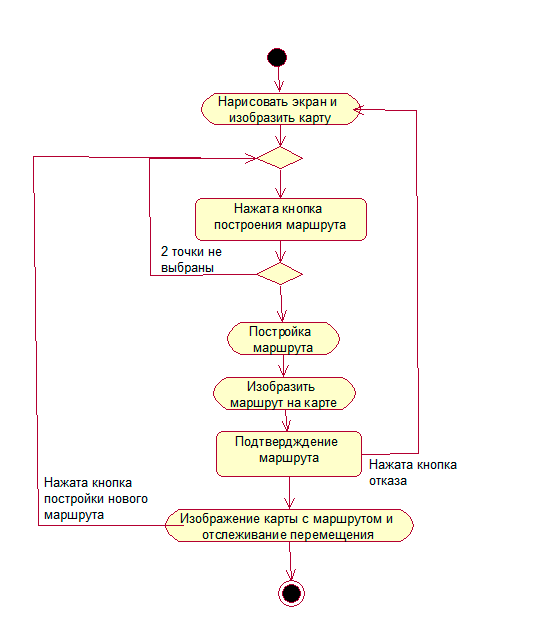 Нарисовать экран и
изобразить карту
Нажата кнопка
построения маршрута
2 точки не
выбраны
Постройка
маршрута
Изобразить
маршрут на карте
Подтвердждение
маршрута
Нажата кнопка
отказа
Нажата кнопка
постройки нового
маршрута
Изображение карты с маршрутом и
отслеживание перемещения